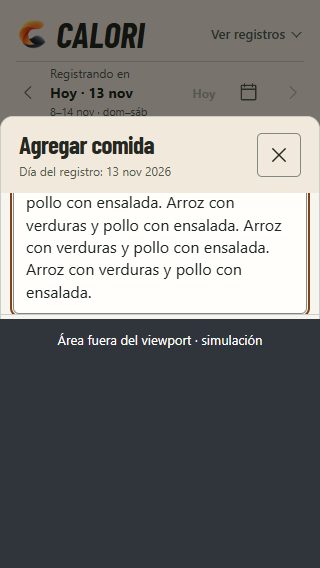 CALORI
Ver registros
Registrando en
Hoy · 13 nov
Hoy
8–14 nov · dom–sáb
Agregar comida
Día del registro: 13 nov 2026
pollo con ensalada. Arroz con
verduras y pollo con ensalada. Arroz
con verduras y pollo con ensalada.
Arroz con verduras y pollo con
ensalada.
Área fuera del viewport · simulación